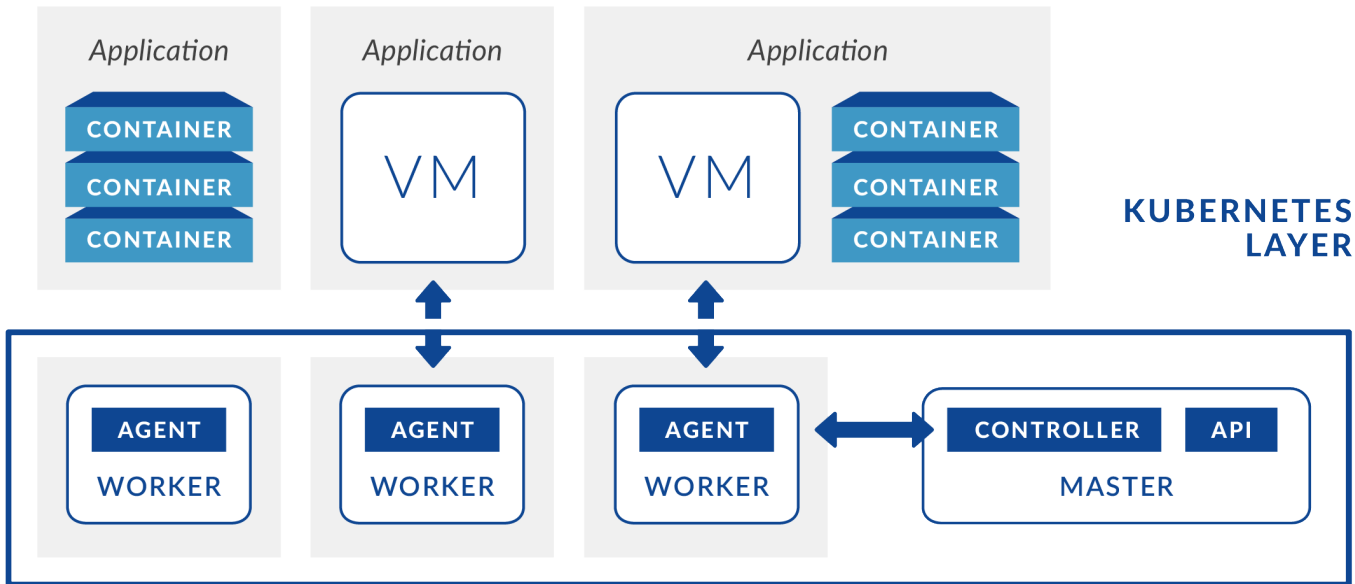 Application
CONTAINER
CONTAINER
CONTAINER
Application
VM
Application
VM
CONTAINER
CONTAINER
CONTAINER
KUBERNETES
LAYER
AGENT
WORKER
AGENT
WORKER
AGENT
WORKER
CONTROLLER
API
MASTER